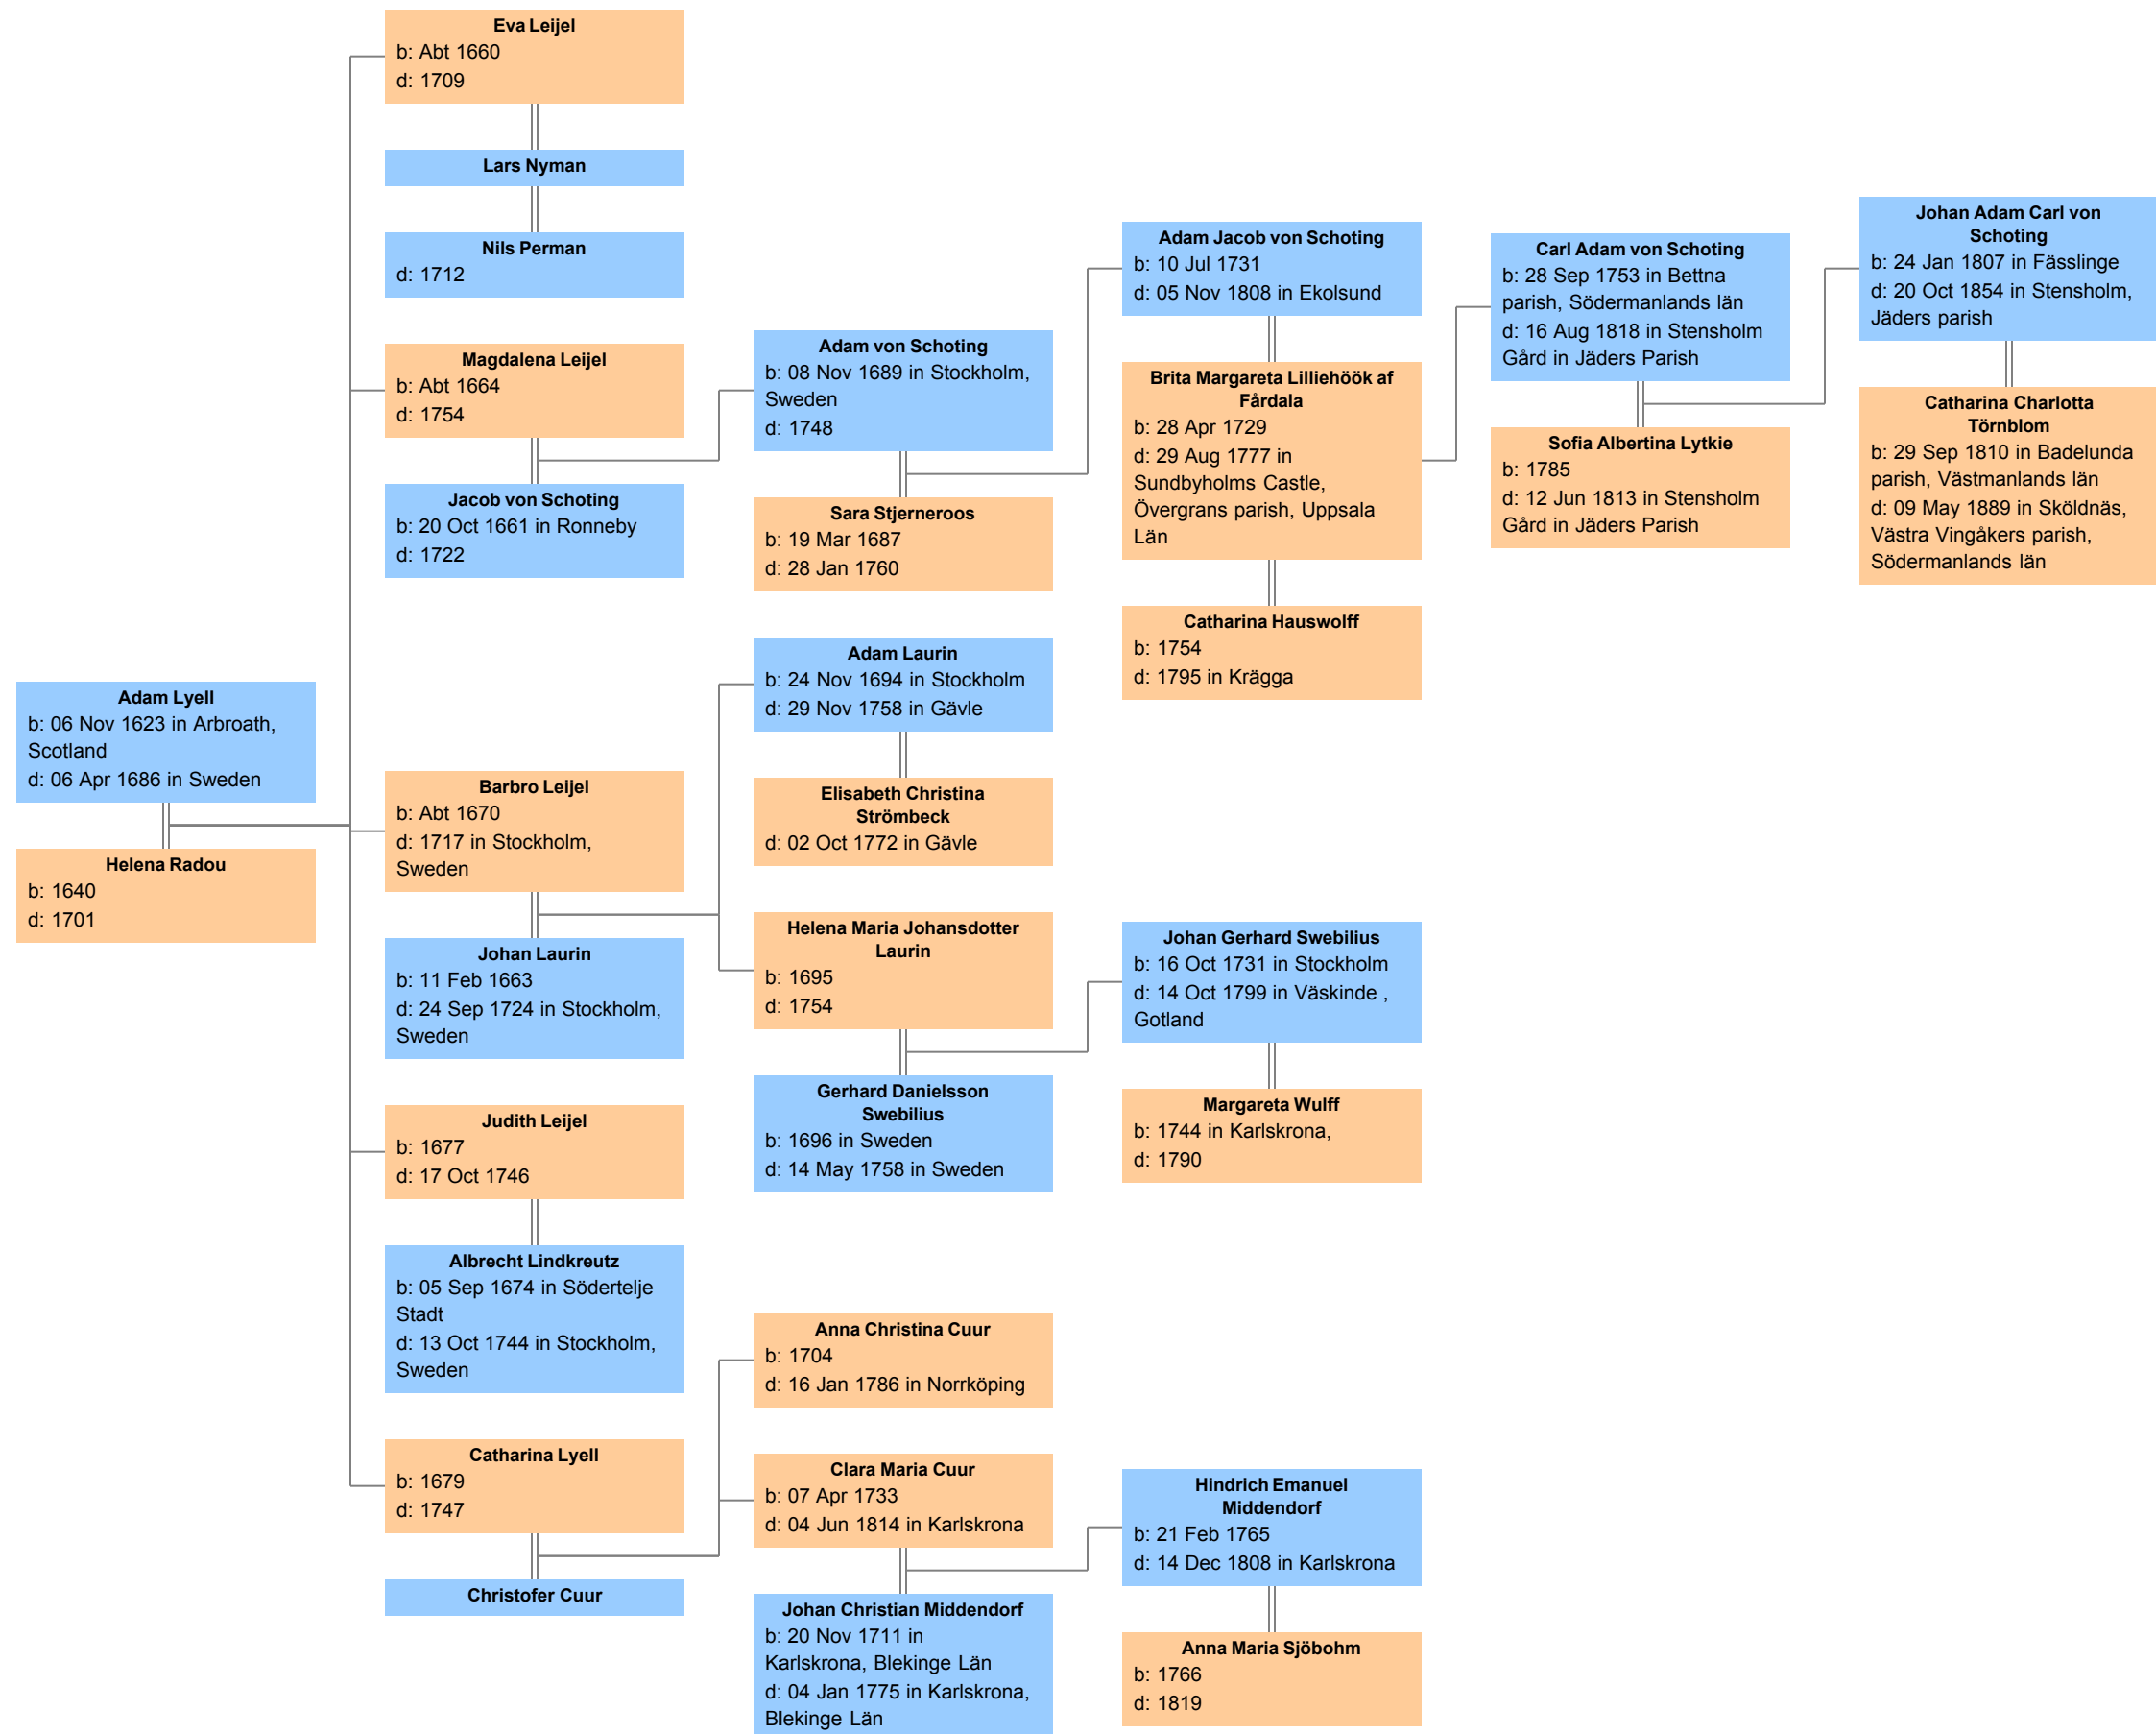 Eva Leijel
b: Abt 1660
d: 1709
Lars Nyman
Nils Perman
d: 1712
Magdalena Leijel
b: Abt 1664
d: 1754
Jacob von Schoting
b: 20 Oct 1661 in Ronneby
d: 1722
Adam Lyell
b: 06 Nov 1623 in Arbroath,
Scotland
d: 06 Apr 1686 in Sweden
Helena Radou
b: 1640
d: 1701
Barbro Leijel
b: Abt 1670
d: 1717 in Stockholm,
Sweden
Johan Laurin
b: 11 Feb 1663
d: 24 Sep 1724 in Stockholm,
Sweden
Judith Leijel
b: 1677
d: 17 Oct 1746
Albrecht Lindkreutz
b: 05 Sep 1674 in Södertelje
Stadt
d: 13 Oct 1744 in Stockholm,
Sweden
Catharina Lyell
b: 1679
d: 1747
Christofer Cuur
Adam von Schoting
b: 08 Nov 1689 in Stockholm,
Sweden
d: 1748
Sara Stjerneroos
b: 19 Mar 1687
d: 28 Jan 1760
Adam Laurin
b: 24 Nov 1694 in Stockholm
d: 29 Nov 1758 in Gävle
Elisabeth Christina
Strömbeck
d: 02 Oct 1772 in Gävle
Helena Maria Johansdotter
Laurin
b: 1695
d: 1754
Gerhard Danielsson
Swebilius
b: 1696 in Sweden
d: 14 May 1758 in Sweden
Anna Christina Cuur
b: 1704
d: 16 Jan 1786 in Norrköping
Clara Maria Cuur
b: 07 Apr 1733
d: 04 Jun 1814 in Karlskrona
Johan Christian Middendorf
b: 20 Nov 1711 in
Karlskrona, Blekinge Län
d: 04 Jan 1775 in Karlskrona,
Blekinge Län
Adam Jacob von Schoting
b: 10 Jul 1731
d: 05 Nov 1808 in Ekolsund
Brita Margareta Lilliehöök af
Fårdala
b: 28 Apr 1729
d: 29 Aug 1777 in
Sundbyholms Castle,
Övergrans parish, Uppsala
Län
Catharina Hauswolff
b: 1754
d: 1795 in Krägga
Johan Gerhard Swebilius
b: 16 Oct 1731 in Stockholm
d: 14 Oct 1799 in Väskinde ,
Gotland
Margareta Wulff
b: 1744 in Karlskrona,
d: 1790
Hindrich Emanuel
Middendorf
b: 21 Feb 1765
d: 14 Dec 1808 in Karlskrona
Anna Maria Sjöbohm
b: 1766
d: 1819
Carl Adam von Schoting
b: 28 Sep 1753 in Bettna
parish, Södermanlands län
d: 16 Aug 1818 in Stensholm
Gård in Jäders Parish
Sofia Albertina Lytkie
b: 1785
d: 12 Jun 1813 in Stensholm
Gård in Jäders Parish
Johan Adam Carl von
Schoting
b: 24 Jan 1807 in Fässlinge
d: 20 Oct 1854 in Stensholm,
Jäders parish
Catharina Charlotta
Törnblom
b: 29 Sep 1810 in Badelunda
parish, Västmanlands län
d: 09 May 1889 in Sköldnäs,
Västra Vingåkers parish,
Södermanlands län